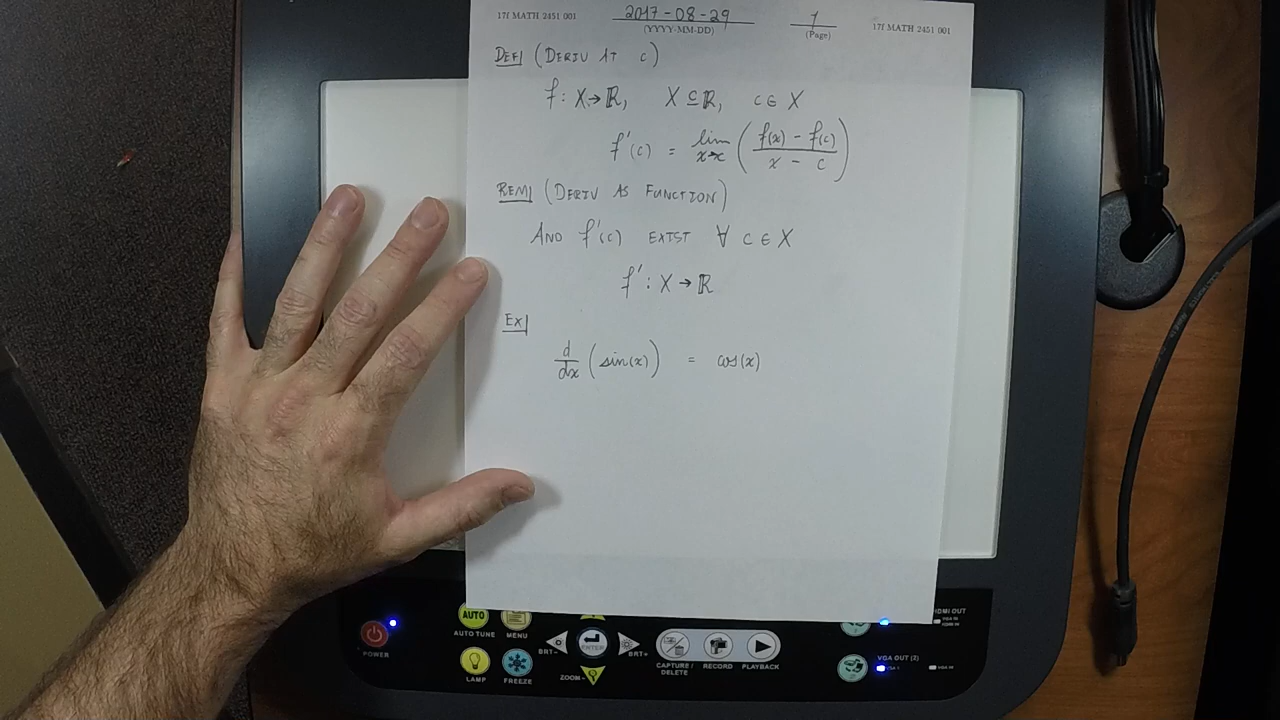 17f MATH 2451 001 2017-08-29 1 17f MATH 2451 001
(YYYY-MM-DD) (Page)
DEF (DERIV AT c)
f: X→ℝ, X ⊆ ℝ, c ∈ X
f'(c) = lim x→c ( f(x) - f(c) / x - c )
REM (DERIV AS FUNCTION)
AND f'(c) EXIST ∀ c ∈ X
f' : X → ℝ
EX
d/dx (sin(x)) = cos(x)
POWER
AUTO
AUTO TUNE
MENU
LAMP
FREEZE
BRT-
ENTER
BRT+
ZOOM-
CAPTURE / DELETE
RECORD
PLAYBACK
HDMI OUT
VGA OUT (2)